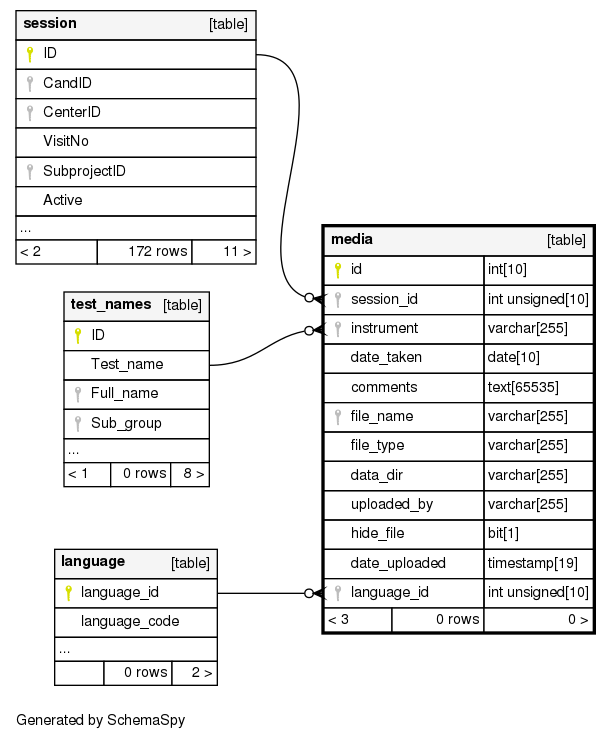 session [table]
ID
CandID
CenterID
VisitNo
SubprojectID
Active
...
< 2 172 rows 11 >
media [table]
id int[10]
session_id int unsigned[10]
instrument varchar[255]
date_taken date[10]
comments text[65535]
file_name varchar[255]
file_type varchar[255]
data_dir varchar[255]
uploaded_by varchar[255]
hide_file bit[1]
date_uploaded timestamp[19]
language_id int unsigned[10]
< 3 0 rows 0 >
test_names [table]
ID
Test_name
Full_name
Sub_group
...
< 1 0 rows 8 >
language [table]
language_id
language_code
...
0 rows 2 >
Generated by SchemaSpy